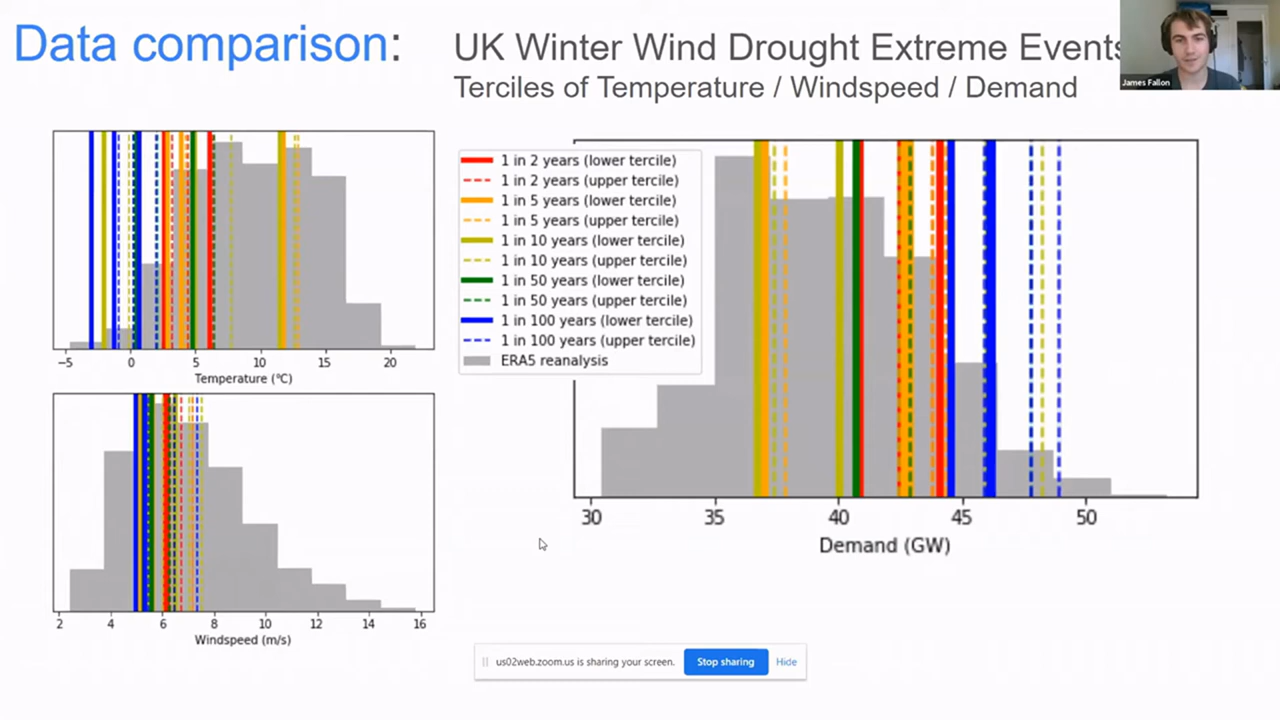 Data comparison:
UK Winter Wind Drought Extreme Events
Terciles of Temperature / Windspeed / Demand
James Fallon
−5 0 5 10 15 20
Temperature (°C)
2 4 6 8 10 12 14 16
Windspeed (m/s)
1 in 2 years (lower tercile)
1 in 2 years (upper tercile)
1 in 5 years (lower tercile)
1 in 5 years (upper tercile)
1 in 10 years (lower tercile)
1 in 10 years (upper tercile)
1 in 50 years (lower tercile)
1 in 50 years (upper tercile)
1 in 100 years (lower tercile)
1 in 100 years (upper tercile)
ERA5 reanalysis
30 35 40 45 50
Demand (GW)
us02web.zoom.us is sharing your screen. Stop sharing Hide